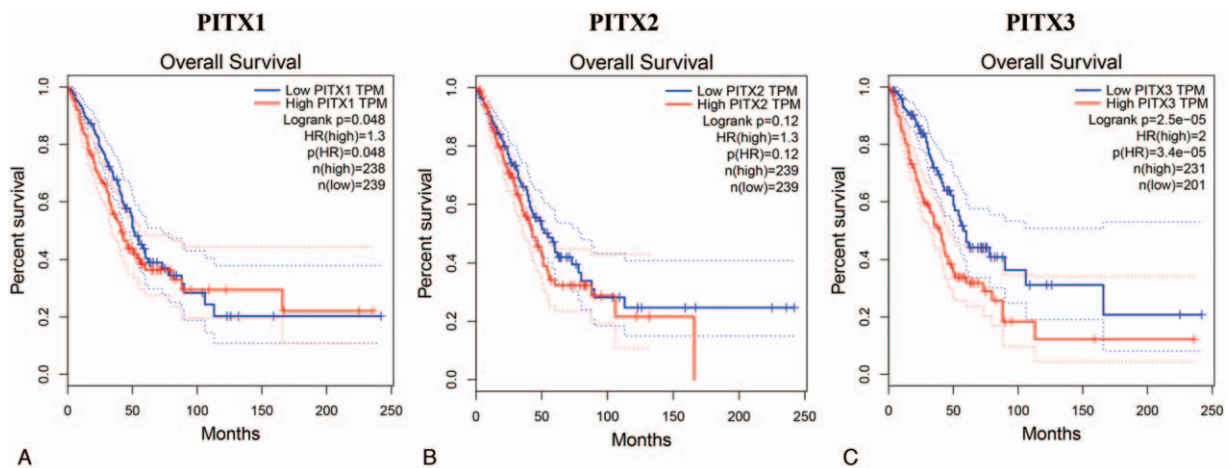 PITX1
Overall Survival
Low PITX1 TPM
High PITX1 TPM
Logrank p=0.048
HR(high)=1.3
p(HR)=0.048
n(high)=238
n(low)=239
Percent survival
0.0 0.2 0.4 0.6 0.8 1.0
0 50 100 150 200 250
Months
A
PITX2
Overall Survival
Low PITX2 TPM
High PITX2 TPM
Logrank p=0.12
HR(high)=1.3
p(HR)=0.12
n(high)=239
n(low)=239
Percent survival
0.0 0.2 0.4 0.6 0.8 1.0
0 50 100 150 200 250
Months
B
PITX3
Overall Survival
Low PITX3 TPM
High PITX3 TPM
Logrank p=2.5e-05
HR(high)=2
p(HR)=3.4e-05
n(high)=231
n(low)=201
Percent survival
0.0 0.2 0.4 0.6 0.8 1.0
0 50 100 150 200 250
Months
C